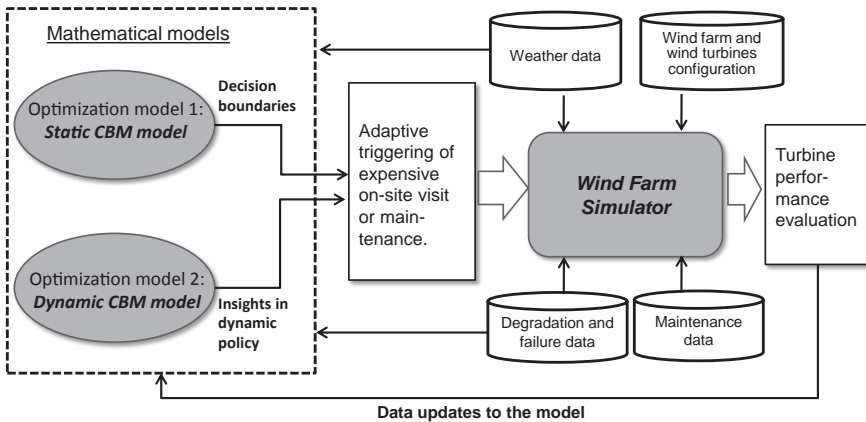 Mathematical models
Optimization model 1:
Static CBM model
Decision
boundaries
Optimization model 2:
Dynamic CBM model
Insights in
dynamic
policy
Adaptive
triggering of
expensive
on-site visit
or main-
tenance.
Weather data
Wind farm and
wind turbines
configuration
Wind Farm
Simulator
Degradation and
failure data
Maintenance
data
Turbine
perfor-
mance
evaluation
Data updates to the model